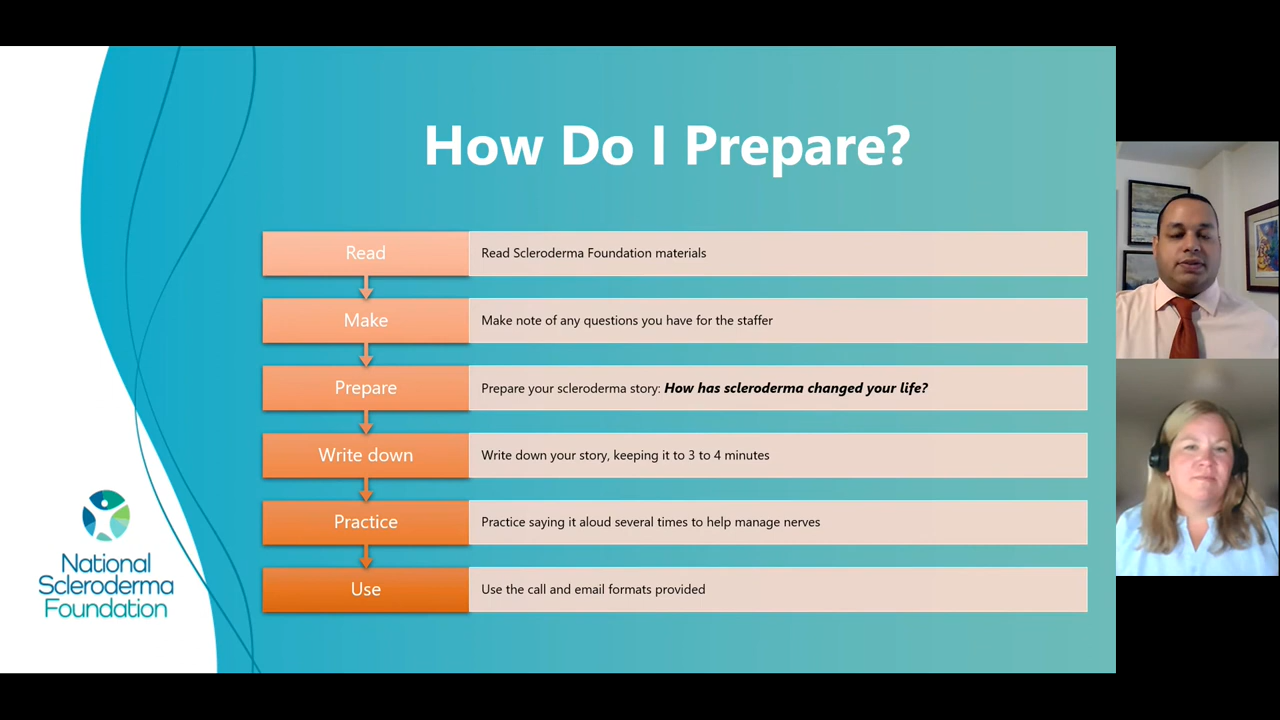 How Do I Prepare?
Read
Read Scleroderma Foundation materials
Make
Make note of any questions you have for the staffer
Prepare
Prepare your scleroderma story: How has scleroderma changed your life?
Write down
Write down your story, keeping it to 3 to 4 minutes
Practice
Practice saying it aloud several times to help manage nerves
Use
Use the call and email formats provided
National
Scleroderma
Foundation